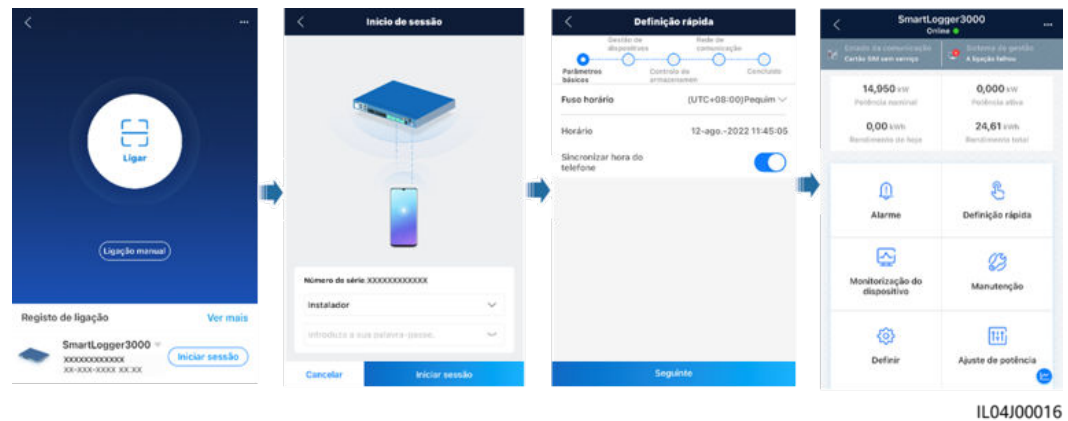 Ligar
Ligação manual
Registo de ligação
Ver mais
SmartLogger3000
XXXXXXXXXXXX
XX-XXX-XXXX XX:XX
Iniciar sessão
Início de sessão
Número de série XXXXXXXXXXXX
Instalador
Introduza a sua palavra-passe.
Cancelar
Iniciar sessão
Definição rápida
Gestão de dispositivos
Rede de comunicação
Parâmetros básicos
Controlo do armazenamen
Concluído
Fuso horário
(UTC+08:00)Pequim
Horário
12-ago.-2022 11:45:05
Sincronizar hora do
telefone
Seguinte
SmartLogger3000
Online
Estado da comunicação
Cartão SIM sem serviço
Sistema de gestão
A ligação falhou
14,950 kW
Potência nominal
0,000 kW
Potência ativa
0,00 kWh
Rendimento de hoje
24,61 kWh
Rendimento total
Alarme
Definição rápida
Monitorização do
dispositivo
Manutenção
Definir
Ajuste de potência
IL04J00016